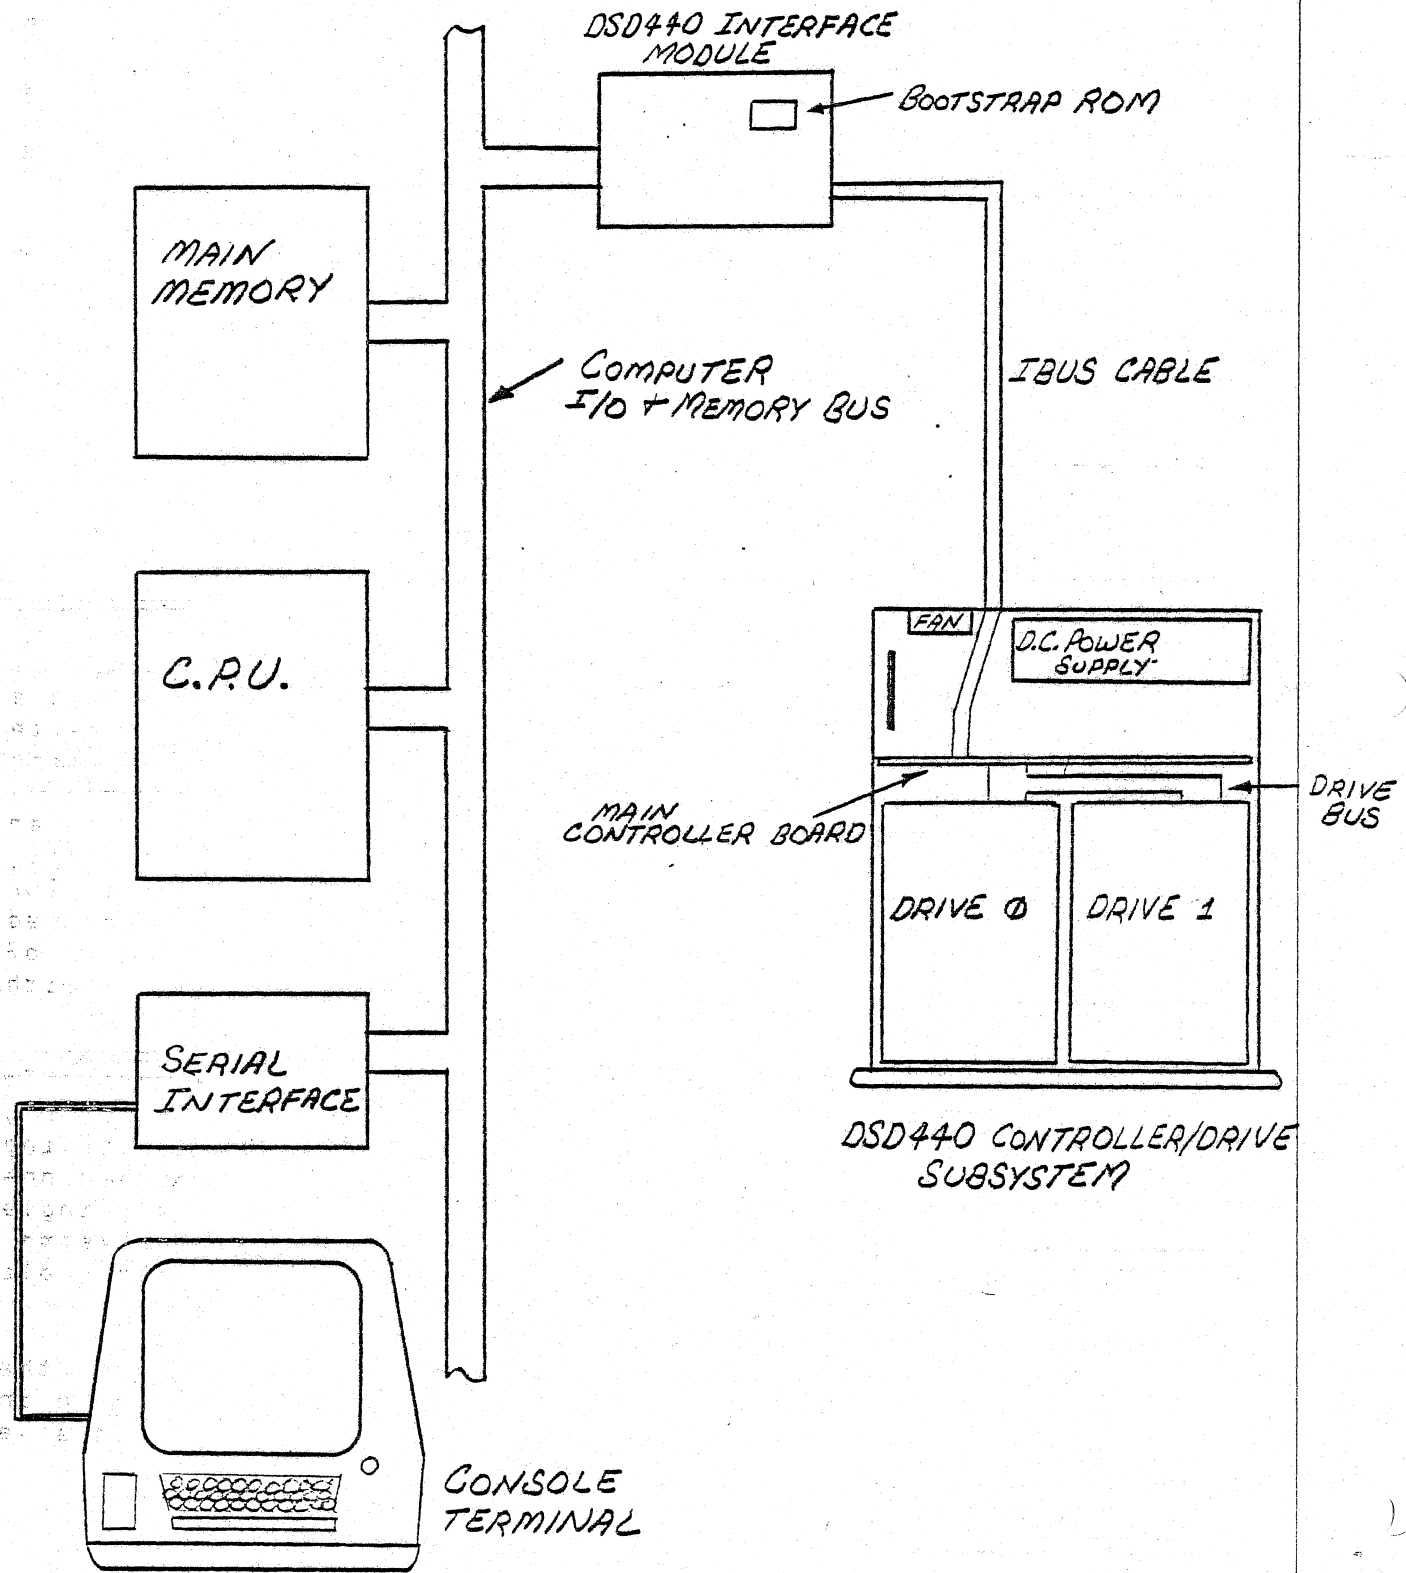 DSD440 INTERFACE
MODULE
BOOTSTRAP ROM
MAIN
MEMORY
COMPUTER
I/O + MEMORY BUS
IBUS CABLE
C.P.U.
FAN
D.C. POWER
SUPPLY
MAIN
CONTROLLER BOARD
DRIVE
BUS
DRIVE 0
DRIVE 1
SERIAL
INTERFACE
DSD440 CONTROLLER/DRIVE
SUBSYSTEM
CONSOLE
TERMINAL